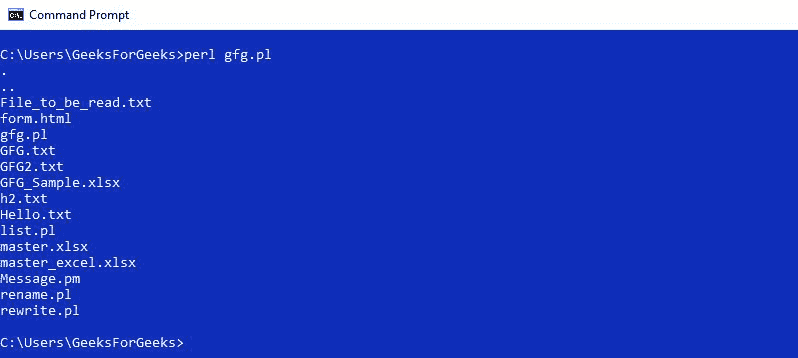 Command Prompt
C:\Users\GeeksForGeeks>perl gfg.pl
.
..
File_to_be_read.txt
form.html
gfg.pl
GFG.txt
GFG2.txt
GFG_Sample.xlsx
h2.txt
Hello.txt
list.pl
master.xlsx
master_excel.xlsx
Message.pm
rename.pl
rewrite.pl
C:\Users\GeeksForGeeks>